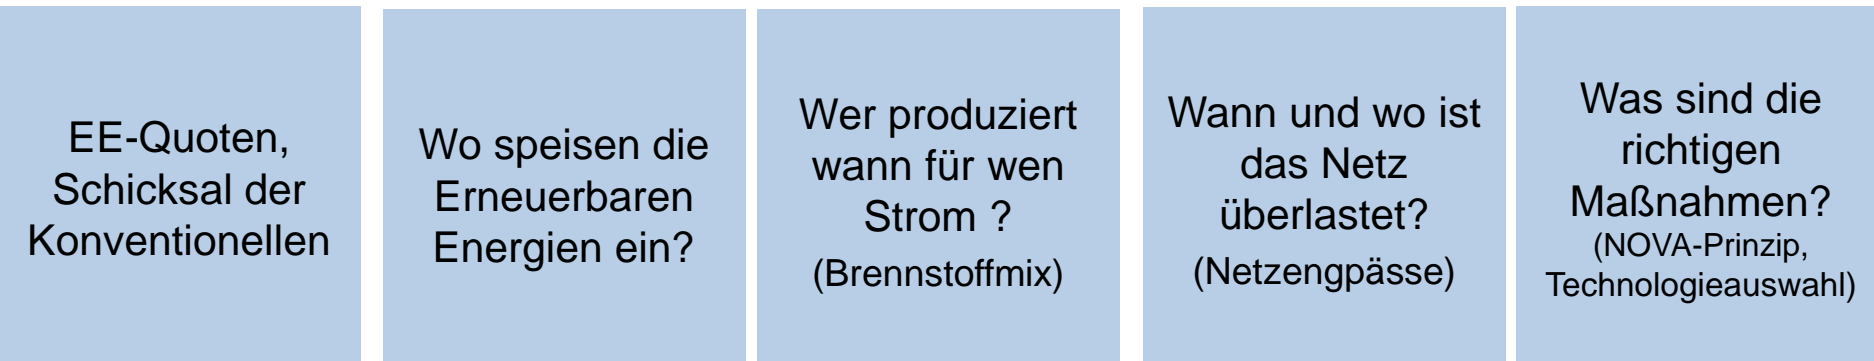 EE-Quoten,
Schicksal der
Konventionellen
Wo speisen die
Erneuerbaren
Energien ein?
Wer produziert
wann für wen
Strom ?
(Brennstoffmix)
Wann und wo ist
das Netz
überlastet?
(Netzengpässe)
Was sind die
richtigen
Maßnahmen?
(NOVA-Prinzip,
Technologieauswahl)